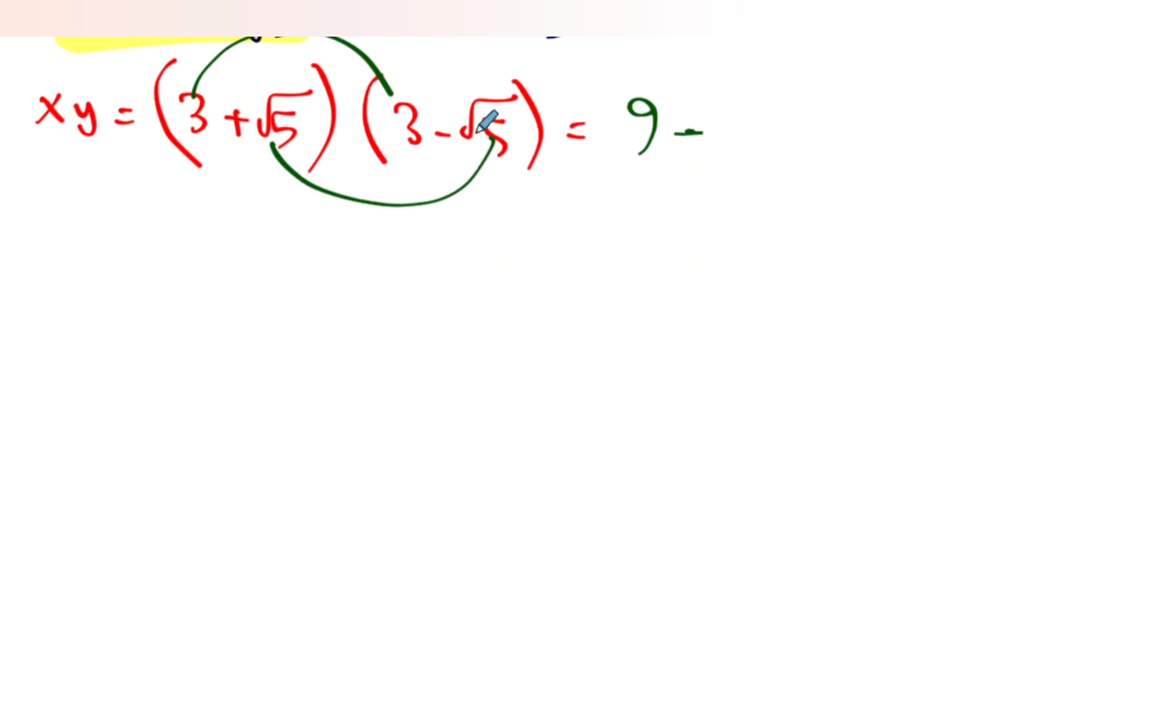 xy = (3 + √5) (3 - √5) = 9 -